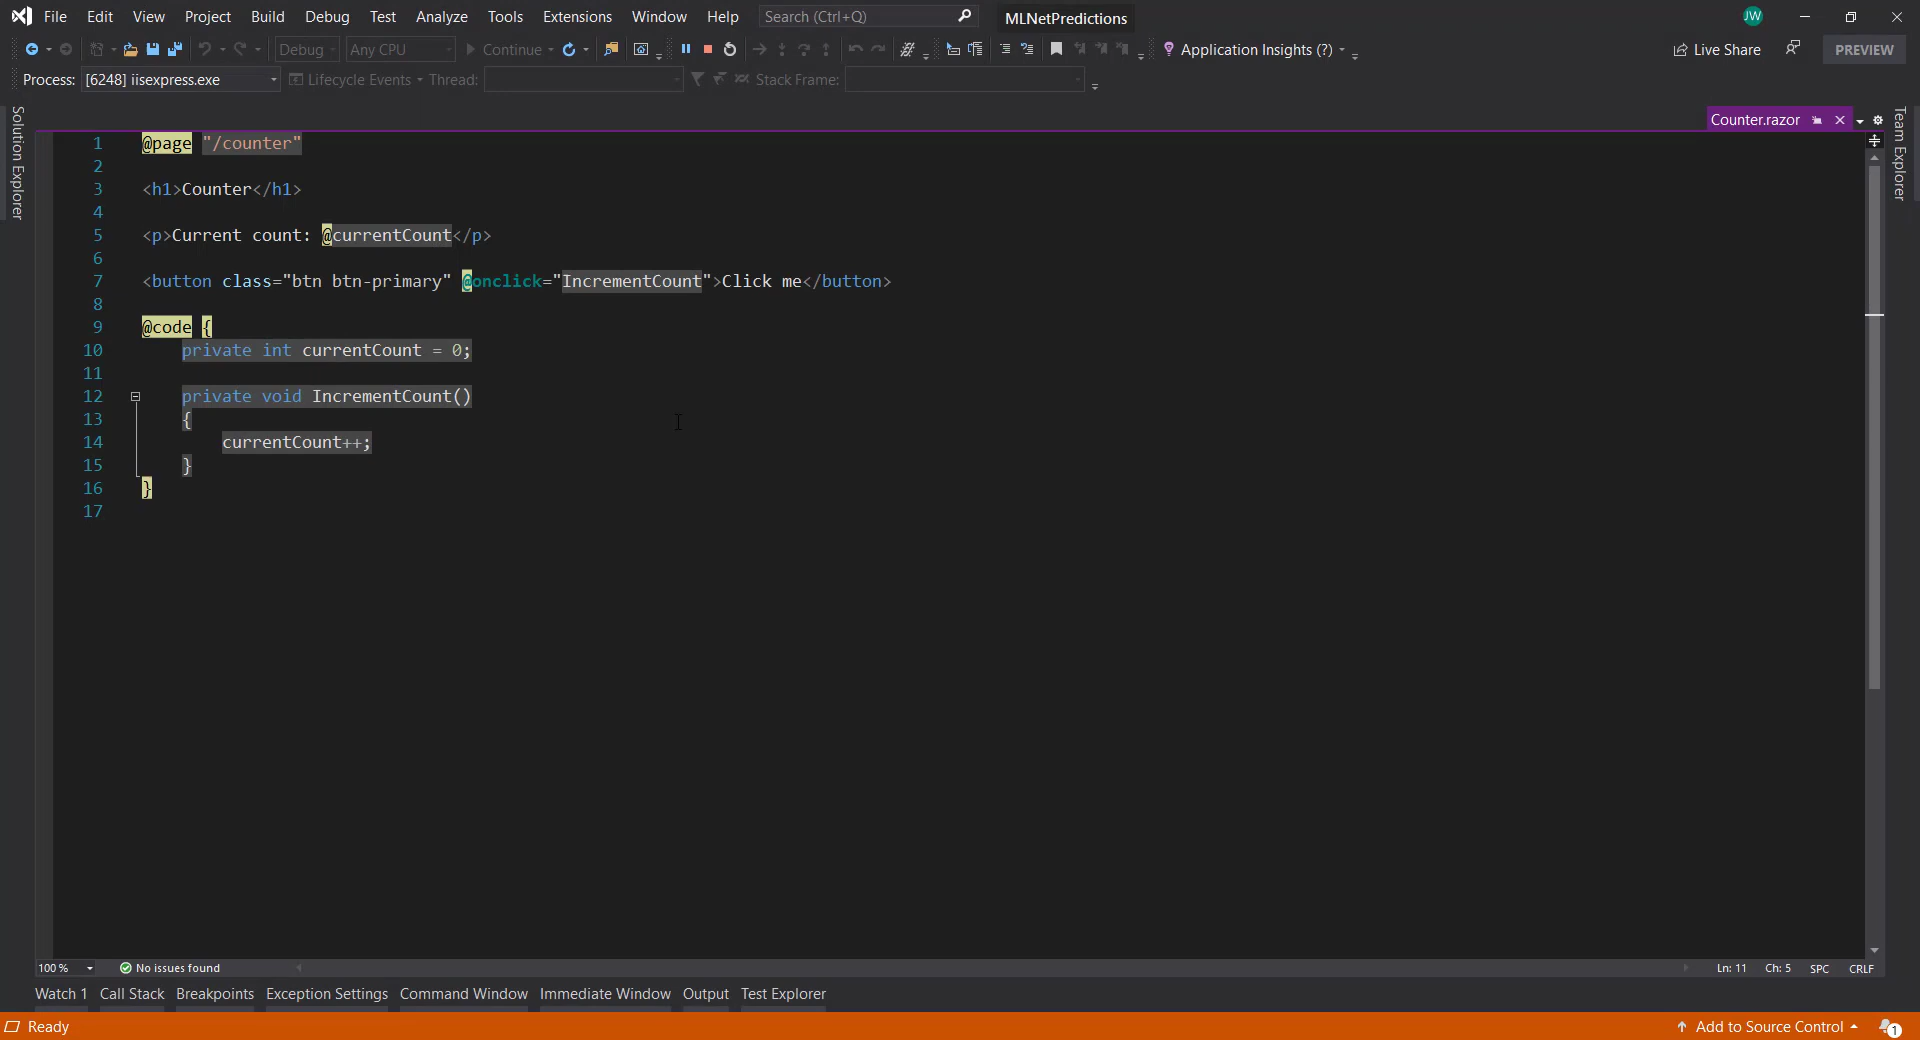 File Edit View Project Build Debug Test Analyze Tools Extensions Window Help Search (Ctrl+Q) MLNetPredictions JW
Debug Any CPU Continue Application Insights (?) Live Share PREVIEW
Process: [6248] iisexpress.exe Lifecycle Events Thread: Stack Frame:
Solution Explorer
Counter.razor
Team Explorer
1 @page "/counter"
2
3 <h1>Counter</h1>
4
5 <p>Current count: @currentCount</p>
6
7 <button class="btn btn-primary" @onclick="IncrementCount">Click me</button>
8
9 @code {
10 private int currentCount = 0;
11
12 private void IncrementCount()
13 {
14 currentCount++;
15 }
16 }
17
100 % No issues found Ln: 11 Ch: 5 SPC CRLF
Watch 1 Call Stack Breakpoints Exception Settings Command Window Immediate Window Output Test Explorer
Ready Add to Source Control 1